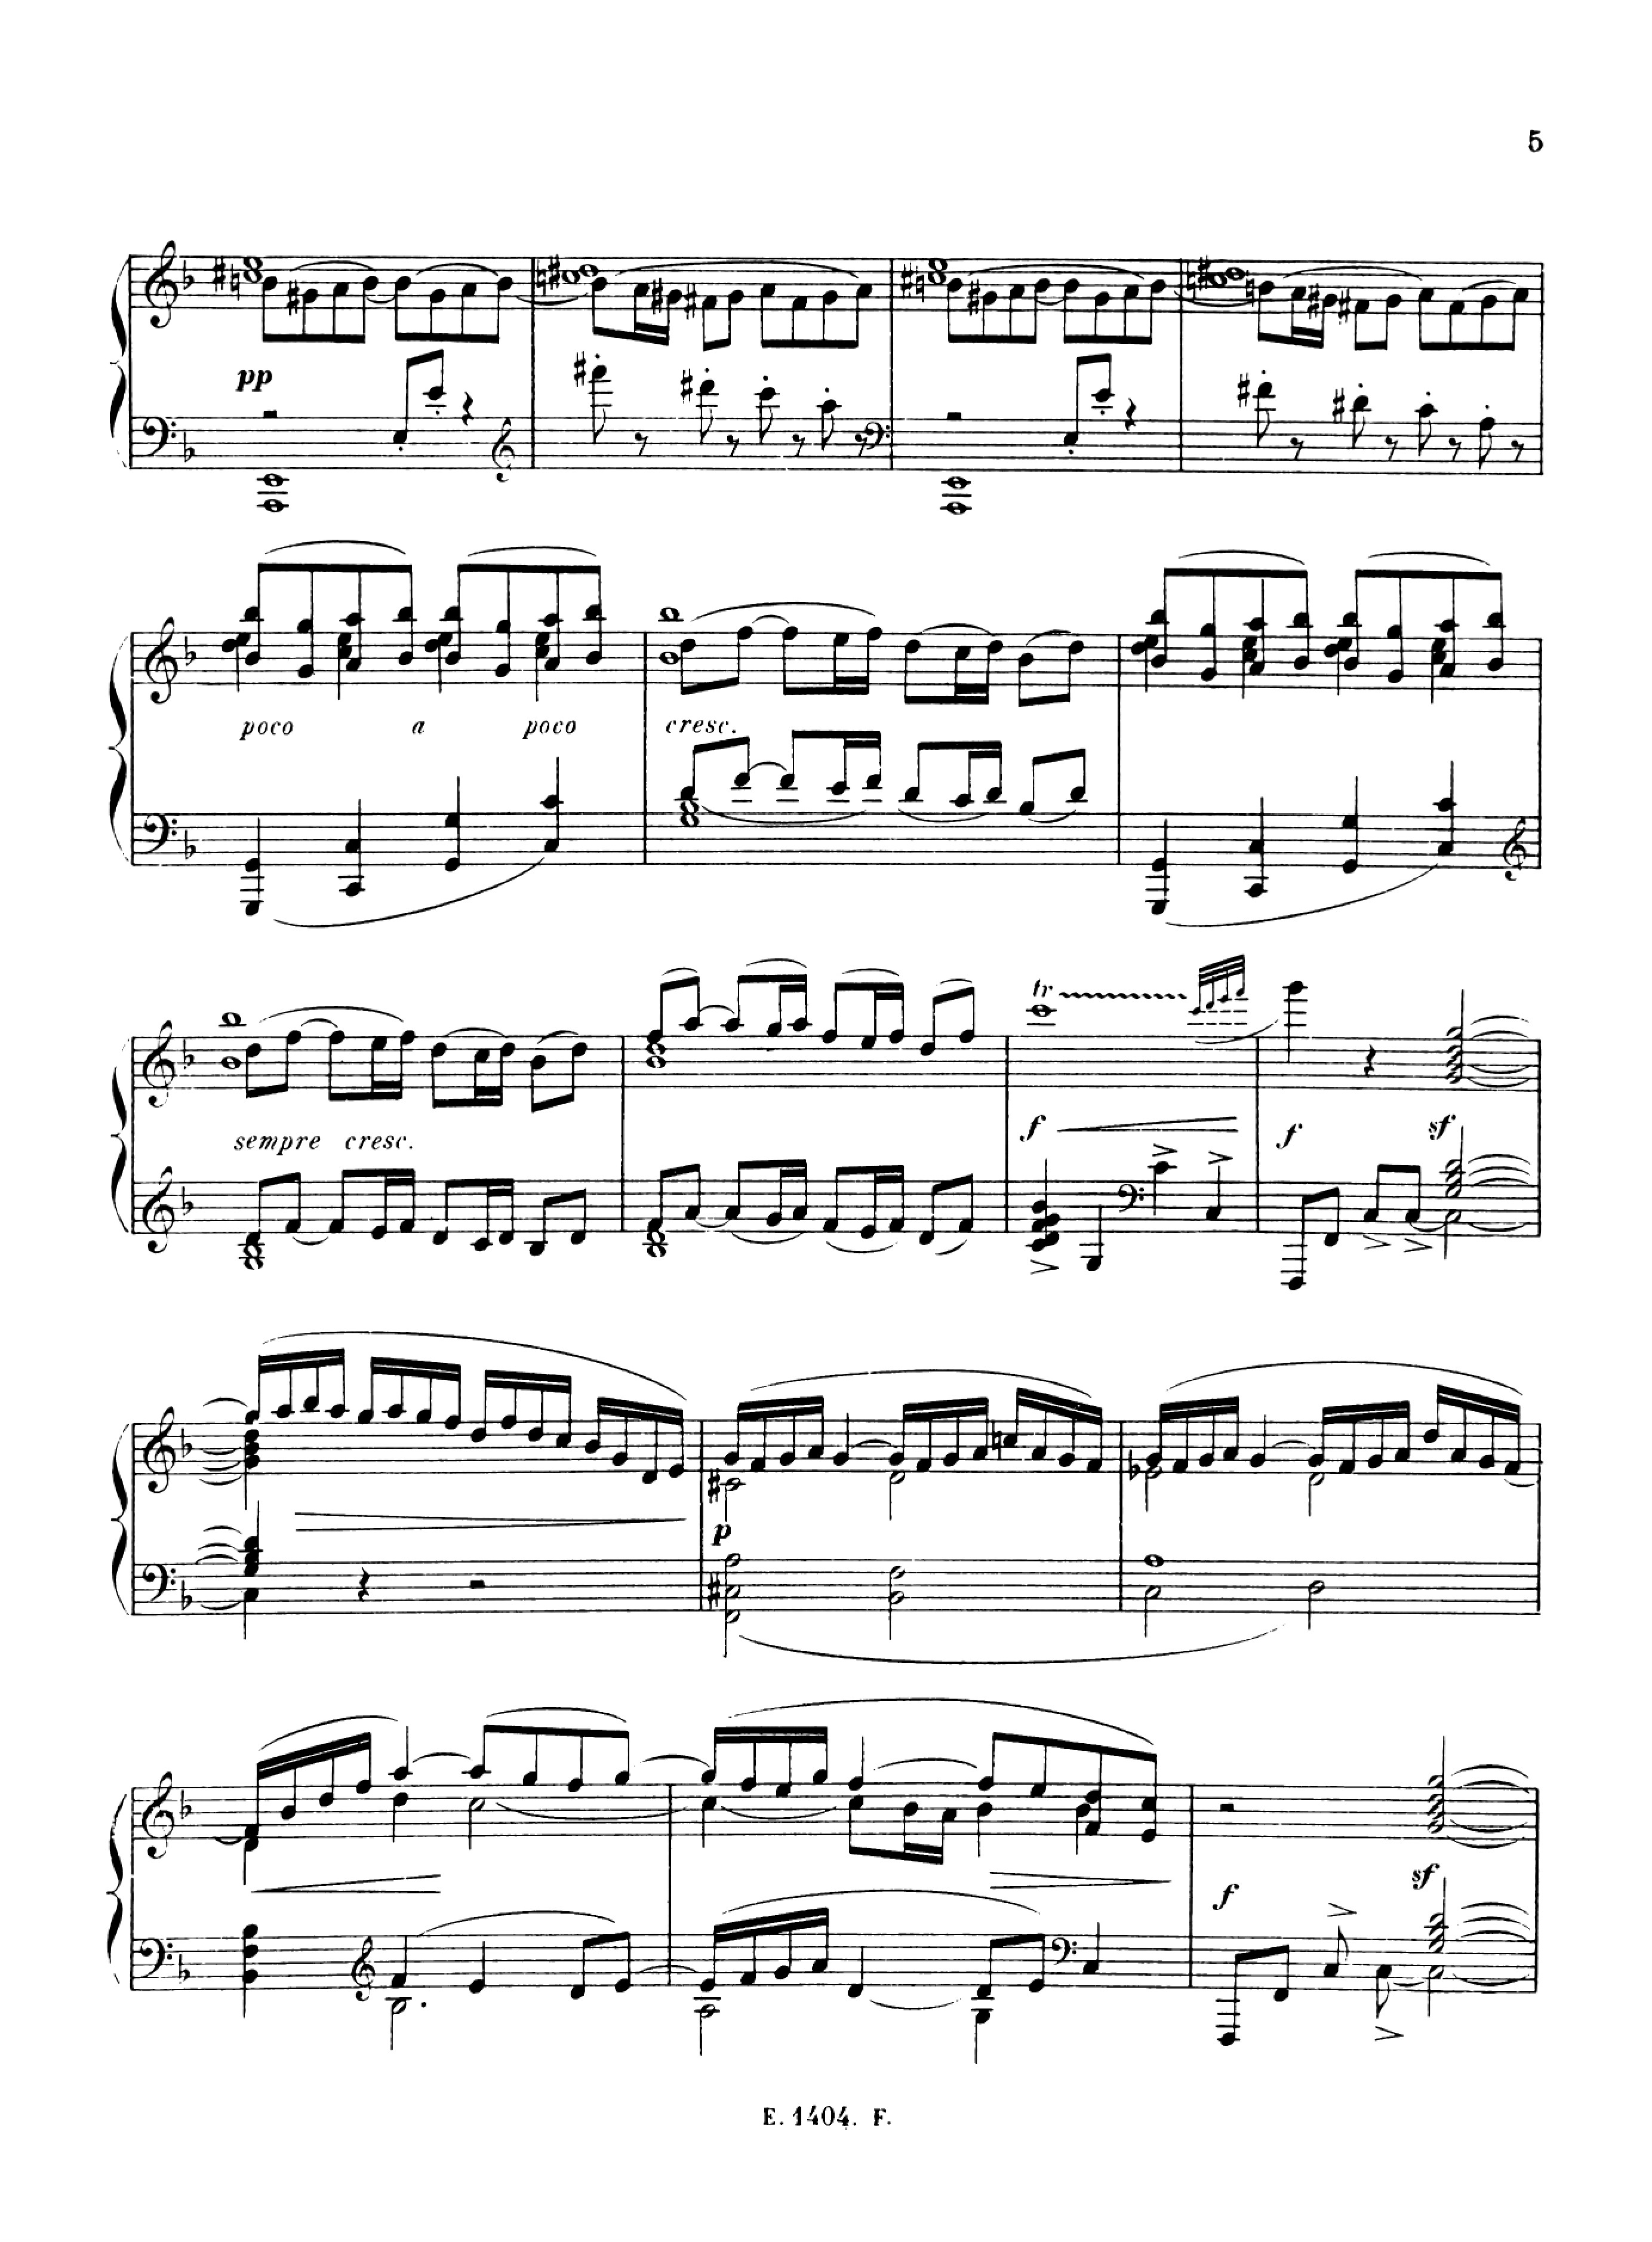 5
pp
poco a poco cresc.
sempre cresc.
tr
f f sf
p
f sf
E. 1404. F.